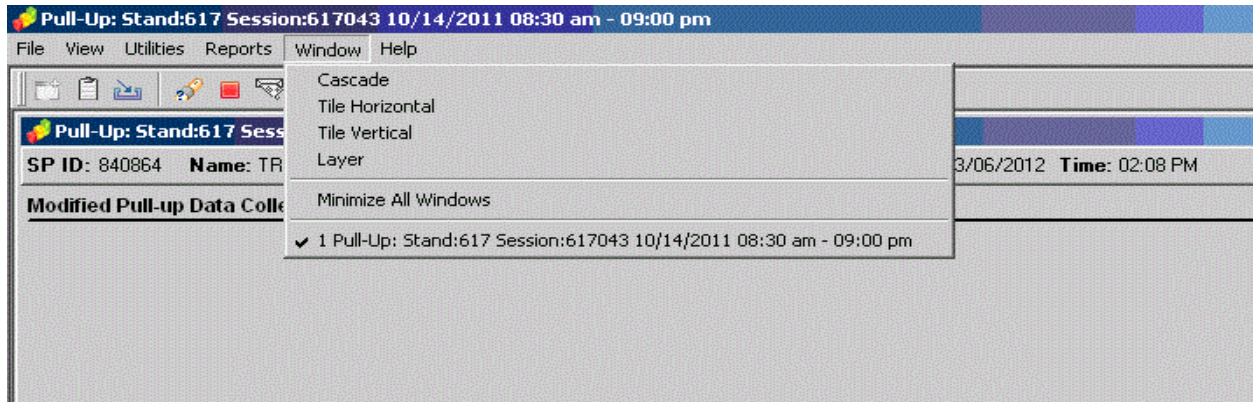 Pull-Up: Stand:617 Session:617043 10/14/2011 08:30 am - 09:00 pm
File View Utilities Reports Window Help
Cascade
Tile Horizontal
Tile Vertical
Layer
Minimize All Windows
✔ 1 Pull-Up: Stand:617 Session:617043 10/14/2011 08:30 am - 09:00 pm
Pull-Up: Stand:617 Sess
SP ID: 840864 Name: TR 3/06/2012 Time: 02:08 PM
Modified Pull-up Data Colle